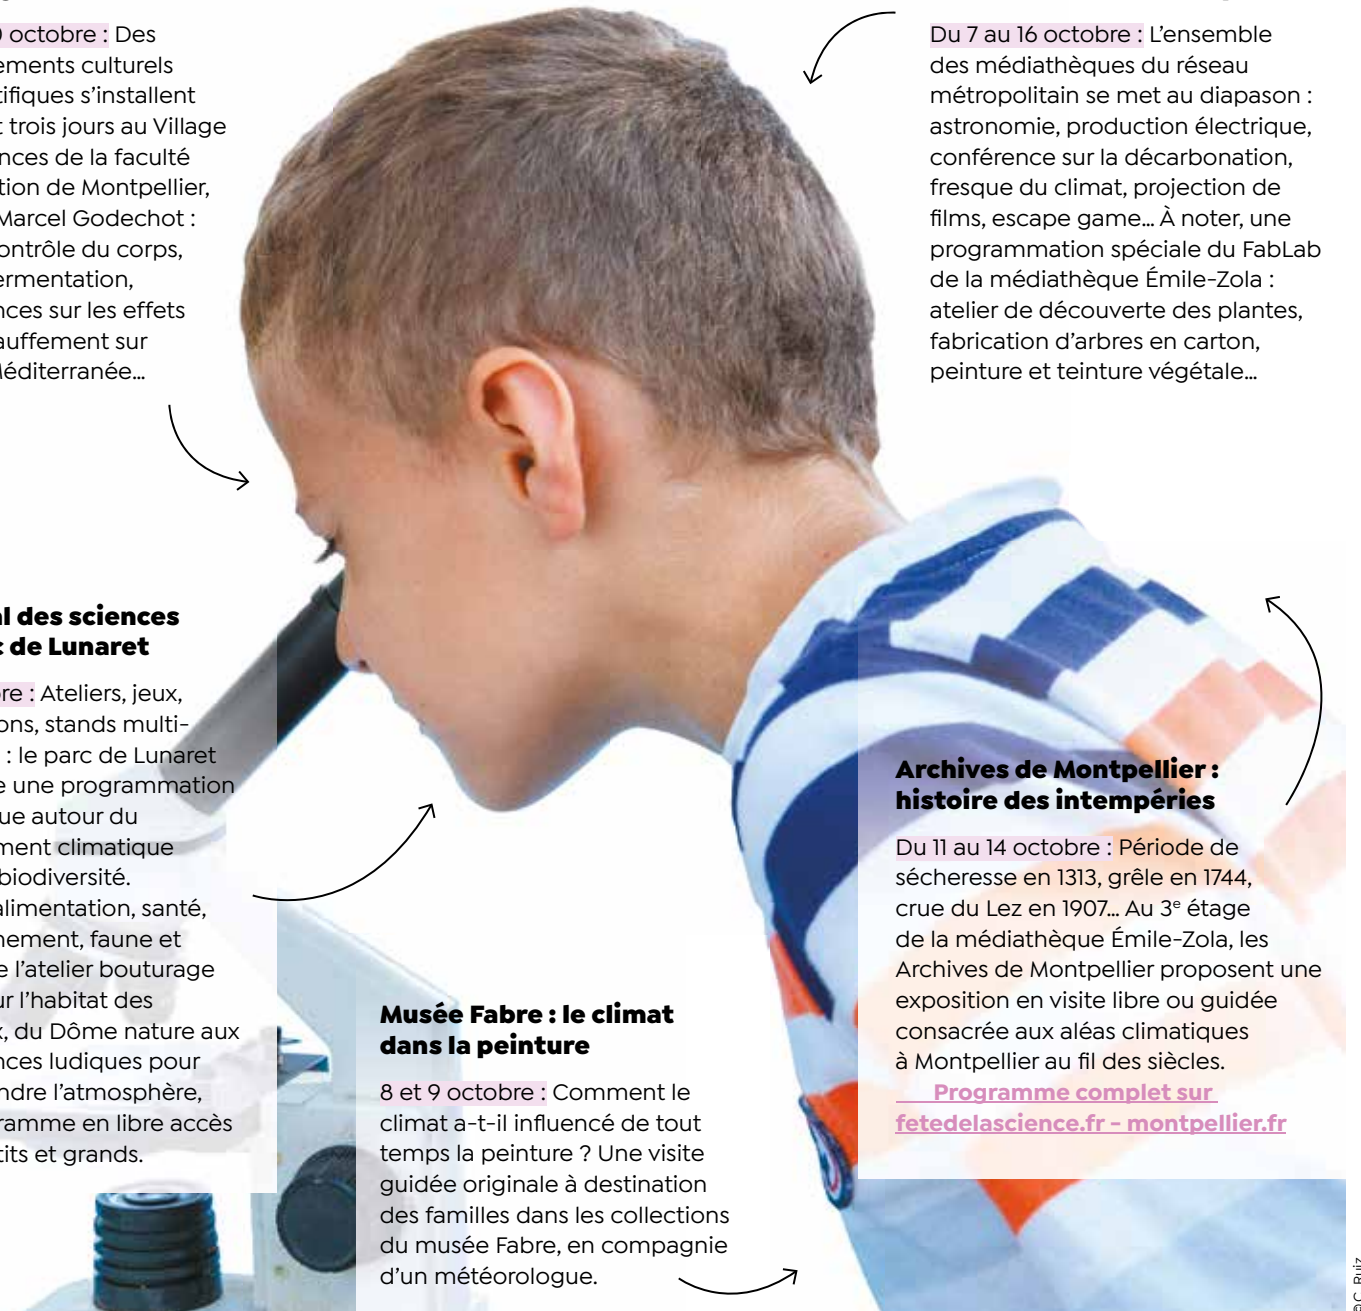 octobre : Des
ements culturels
tifiques s'installent
t trois jours au Village
nces de la faculté
tion de Montpellier,
Marcel Godechot :
ontrôle du corps,
ermentation,
nces sur les effets
auffement sur
Méditerranée...
Du 7 au 16 octobre : L'ensemble
des médiathèques du réseau
métropolitain se met au diapason :
astronomie, production électrique,
conférence sur la décarbonation,
fresque du climat, projection de
films, escape game... À noter, une
programmation spéciale du FabLab
de la médiathèque Émile-Zola :
atelier de découverte des plantes,
fabrication d'arbres en carton,
peinture et teinture végétale...
l des sciences
c de Lunaret
bre : Ateliers, jeux,
ons, stands multi-
: le parc de Lunaret
e une programmation
ue autour du
ment climatique
biodiversité.
alimentation, santé,
nement, faune et
e l'atelier bouturage
ur l'habitat des
x, du Dôme nature aux
nces ludiques pour
ndre l'atmosphère,
ramme en libre accès
tits et grands.
Musée Fabre : le climat
dans la peinture
8 et 9 octobre : Comment le
climat a-t-il influencé de tout
temps la peinture ? Une visite
guidée originale à destination
des familles dans les collections
du musée Fabre, en compagnie
d'un météorologue.
Archives de Montpellier :
histoire des intempéries
Du 11 au 14 octobre : Période de
sécheresse en 1313, grêle en 1744,
crue du Lez en 1907... Au 3e étage
de la médiathèque Émile-Zola, les
Archives de Montpellier proposent une
exposition en visite libre ou guidée
consacrée aux aléas climatiques
à Montpellier au fil des siècles.
Programme complet sur
fetedelascience.fr - montpellier.fr
C. Ruiz